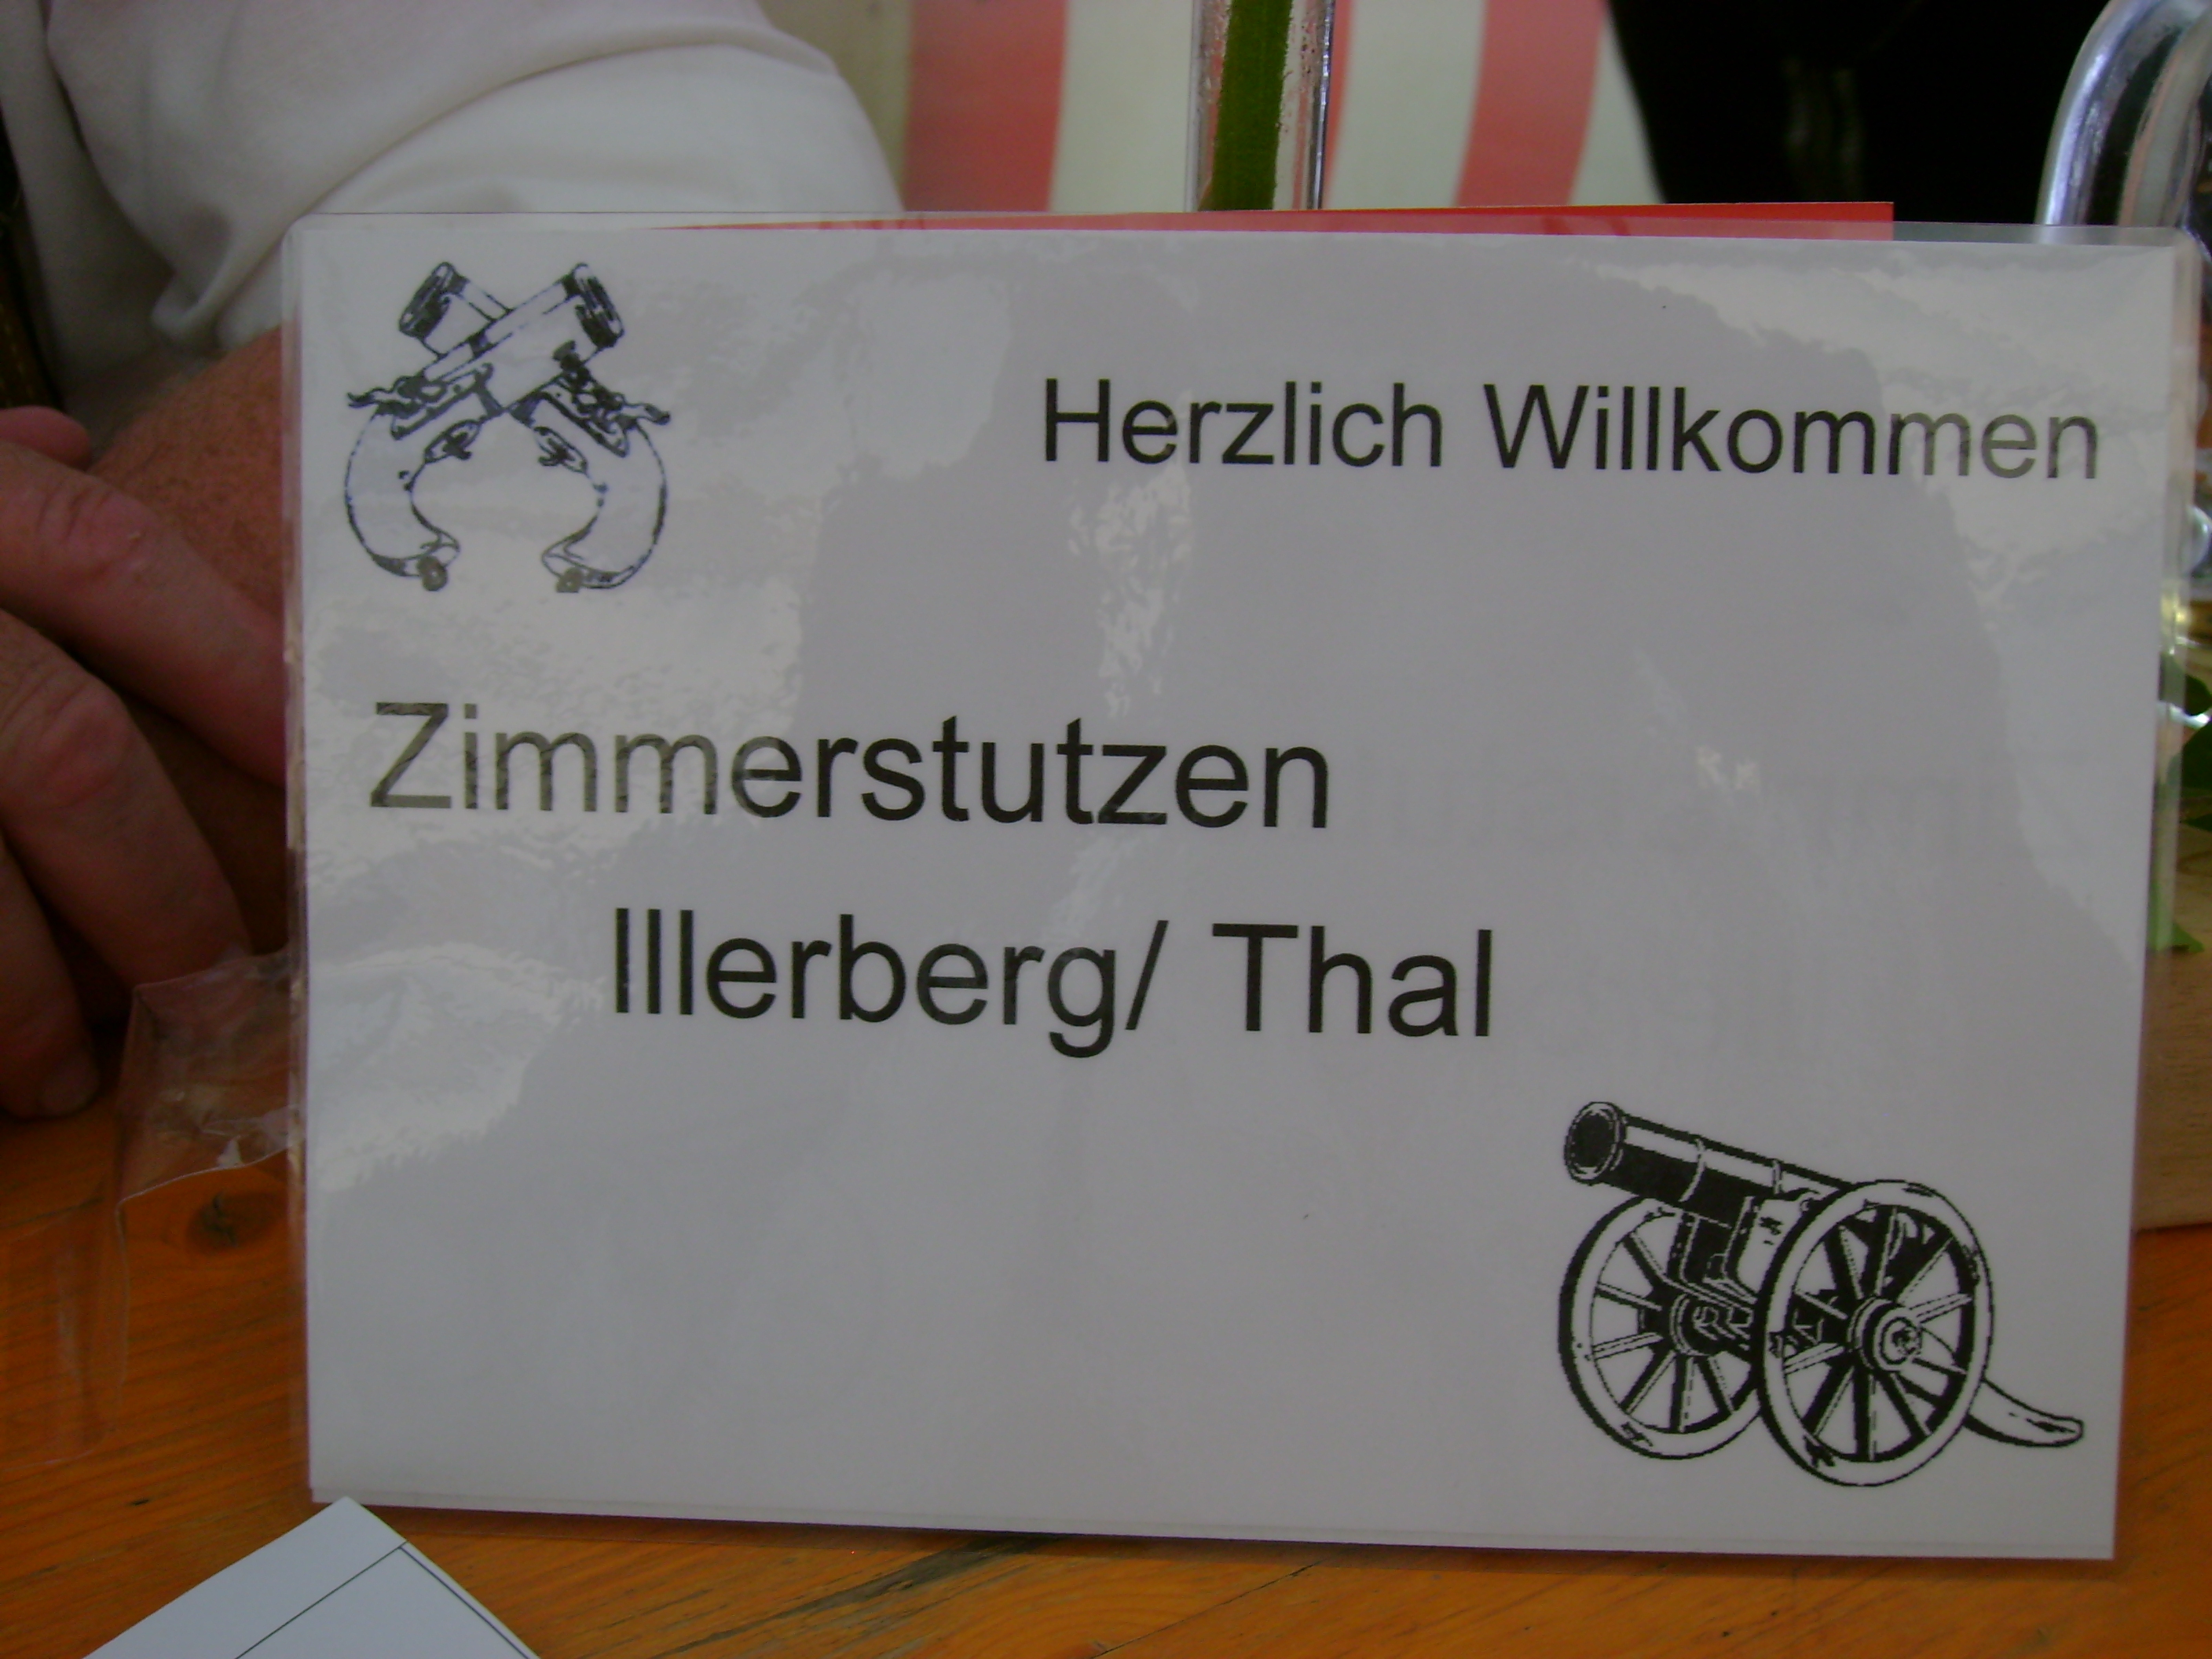 Herzlich Willkommen
Zimmerstutzen
Illerberg/ Thal